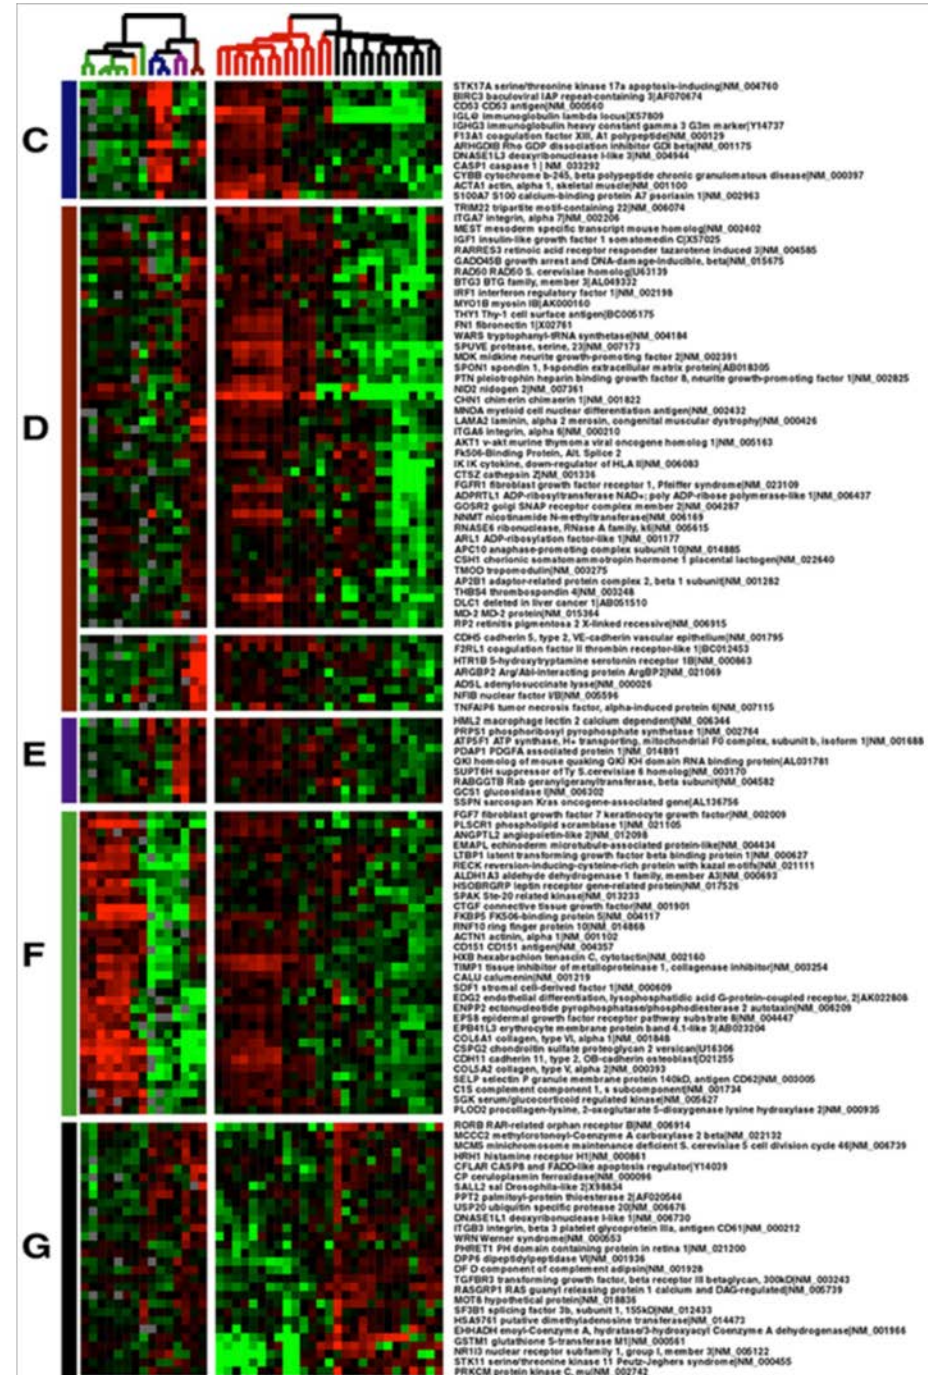 C
STK17A serine/threonine kinase 17a apoptosis-inducing|NM_004760
BIRC3 baculoviral IAP repeat-containing 3|AF070674
CD53 CD53 antigen|NM_000560
IGL@ immunoglobulin lambda locus|X57809
IGHG3 immunoglobulin heavy constant gamma 3 G3m marker|Y14737
F13A1 coagulation factor XIII, A1 polypeptide|NM_000129
ARHGDIB Rho GDP dissociation inhibitor GDI beta|NM_001175
DNASE1L3 deoxyribonuclease I-like 3|NM_004944
CASP1 caspase 1 | NM_033292
CYBB cytochrome b-245, beta polypeptide chronic granulomatous disease|NM_000397
ACTA1 actin, alpha 1, skeletal muscle|NM_001100
S100A7 S100 calcium-binding protein A7 psoriasin 1|NM_002963
D
TRIM22 tripartite motif-containing 22|NM_006074
ITGA7 integrin, alpha 7|NM_002206
MEST mesoderm specific transcript mouse homolog|NM_002402
IGF1 insulin-like growth factor 1 somatomedin C|X57025
RARRES3 retinoic acid receptor responder tazarotene induced 3|NM_004585
GADD45B growth arrest and DNA-damage-inducible, beta|NM_015675
RAD50 RAD50 S. cerevisiae homolog|U63139
BTG3 BTG family, member 3|AL049332
IRF1 interferon regulatory factor 1|NM_002198
MYO1B myosin IB|AK000160
THY1 Thy-1 cell surface antigen|BC005175
FN1 fibronectin 1|X02761
WARS tryptophanyl-tRNA synthetase|NM_004184
SPUVE protease, serine, 23|NM_007173
MDK midkine neurite growth-promoting factor 2|NM_002391
SPON1 spondin 1, f-spondin extracellular matrix protein|AB018305
PTN pleiotrophin heparin binding growth factor 8, neurite growth-promoting factor 1|NM_002825
NID2 nidogen 2|NM_007361
CHN1 chimerin chimaerin 1|NM_001822
MNDA myeloid cell nuclear differentiation antigen|NM_002432
LAMA2 laminin, alpha 2 merosin, congenital muscular dystrophy|NM_000426
ITGA6 integrin, alpha 6|NM_000210
AKT1 v-akt murine thymoma viral oncogene homolog 1|NM_005163
Fk506-Binding Protein, Alt. Splice 2
IK IK cytokine, down-regulator of HLA II|NM_006083
CTSZ cathepsin Z|NM_001336
FGFR1 fibroblast growth factor receptor 1, Pfeiffer syndrome|NM_023109
ADPRTL1 ADP-ribosyltransferase NAD+; poly ADP-ribose polymerase-like 1|NM_006437
GOSR2 golgi SNAP receptor complex member 2|NM_004287
NNMT nicotinamide N-methyltransferase|NM_006169
RNASE6 ribonuclease, RNase A family, k6|NM_005615
ARL1 ADP-ribosylation factor-like 1|NM_001177
APC10 anaphase-promoting complex subunit 10|NM_014885
CSH1 chorionic somatomammotropin hormone 1 placental lactogen|NM_022640
TMOD tropomodulin|NM_003275
AP2B1 adaptor-related protein complex 2, beta 1 subunit|NM_001282
THBS4 thrombospondin 4|NM_003248
DLC1 deleted in liver cancer 1|AB051510
MD-2 MD-2 protein|NM_015364
RP2 retinitis pigmentosa 2 X-linked recessive|NM_006915
CDH5 cadherin 5, type 2, VE-cadherin vascular epithelium|NM_001795
F2RL1 coagulation factor II thrombin receptor-like 1|BC012453
HTR1B 5-hydroxytryptamine serotonin receptor 1B|NM_000863
ARGBP2 Arg/Abl-interacting protein ArgBP2|NM_021069
ADSL adenylosuccinate lyase|NM_000026
NFIB nuclear factor I/B|NM_005596
TNFAIP6 tumor necrosis factor, alpha-induced protein 6|NM_007115
E
HML2 macrophage lectin 2 calcium dependent|NM_006344
PRPS1 phosphoribosyl pyrophosphate synthetase 1|NM_002764
ATP5F1 ATP synthase, H+ transporting, mitochondrial F0 complex, subunit b, isoform 1|NM_001688
PDAP1 PDGFA associated protein 1|NM_014891
QKI homolog of mouse quaking QKI KH domain RNA binding protein|AL031781
SUPT6H suppressor of Ty S.cerevisiae 6 homolog|NM_003170
RABGGTB Rab geranylgeranyltransferase, beta subunit|NM_004582
GCS1 glucosidase I|NM_006302
SSPN sarcospan Kras oncogene-associated gene|AL136756
F
FGF7 fibroblast growth factor 7 keratinocyte growth factor|NM_002009
PLSCR1 phospholipid scramblase 1|NM_021105
ANGPTL2 angiopoietin-like 2|NM_012098
EMAPL echinoderm microtubule-associated protein-like|NM_004434
LTBP1 latent transforming growth factor beta binding protein 1|NM_000627
RECK reversion-inducing-cysteine-rich protein with kazal motifs|NM_021111
ALDH1A3 aldehyde dehydrogenase 1 family, member A3|NM_000693
HSOBRGRP leptin receptor gene-related protein|NM_017526
SPAK Ste-20 related kinase|NM_013233
CTGF connective tissue growth factor|NM_001901
FKBP5 FK506-binding protein 5|NM_004117
RNF10 ring finger protein 10|NM_014868
ACTN1 actinin, alpha 1|NM_001102
CD151 CD151 antigen|NM_004357
HXB hexabrachion tenascin C, cytotactin|NM_002160
TIMP1 tissue inhibitor of metalloproteinase 1, collagenase inhibitor|NM_003254
CALU calumenin|NM_001219
SDF1 stromal cell-derived factor 1|NM_000609
EDG2 endothelial differentiation, lysophosphatidic acid G-protein-coupled receptor, 2|AK022808
ENPP2 ectonucleotide pyrophosphatase/phosphodiesterase 2 autotaxin|NM_006209
EPS8 epidermal growth factor receptor pathway substrate 8|NM_004447
EPB41L3 erythrocyte membrane protein band 4.1-like 3|AB023204
COL6A1 collagen, type VI, alpha 1|NM_001848
CSPG2 chondroitin sulfate proteoglycan 2 versican|U16306
CDH11 cadherin 11, type 2, OB-cadherin osteoblast|D21255
COL5A2 collagen, type V, alpha 2|NM_000393
SELP selectin P granule membrane protein 140kD, antigen CD62|NM_003005
C1S complement component 1, s subcomponent|NM_001734
SGK serum/glucocorticoid regulated kinase|NM_005627
PLOD2 procollagen-lysine, 2-oxoglutarate 5-dioxygenase lysine hydroxylase 2|NM_000935
G
RORB RAR-related orphan receptor B|NM_006914
MCCC2 methylcrotonoyl-Coenzyme A carboxylase 2 beta|NM_022132
MCM5 minichromosome maintenance deficient S. cerevisiae 5 cell division cycle 46|NM_006739
HRH1 histamine receptor H1|NM_000861
CFLAR CASP8 and FADD-like apoptosis regulator|Y14039
CP ceruloplasmin ferroxidase|NM_000096
SALL2 sal Drosophila-like 2|X98834
PPT2 palmitoyl-protein thioesterase 2|AF020544
USP20 ubiquitin specific protease 20|NM_006676
DNASE1L1 deoxyribonuclease I-like 1|NM_006730
ITGB3 integrin, beta 3 platelet glycoprotein IIIa, antigen CD61|NM_000212
WRN Werner syndrome|NM_000553
PHRET1 PH domain containing protein in retina 1|NM_021200
DPP6 dipeptidylpeptidase VI|NM_001936
DF D component of complement adipsin|NM_001928
TGFBR3 transforming growth factor, beta receptor III betaglycan, 300kD|NM_003243
RASGRP1 RAS guanyl releasing protein 1 calcium and DAG-regulated|NM_005739
MOT8 hypothetical protein|NM_018836
SF3B1 splicing factor 3b, subunit 1, 155kD|NM_012433
HSA9761 putative dimethyladenosine transferase|NM_014473
EHHADH enoyl-Coenzyme A, hydratase/3-hydroxyacyl Coenzyme A dehydrogenase|NM_001966
GSTM1 glutathione S-transferase M1|NM_000561
NR1I3 nuclear receptor subfamily 1, group I, member 3|NM_005122
STK11 serine/threonine kinase 11 Peutz-Jeghers syndrome|NM_000455
PRKCM protein kinase C, mu|NM_002742